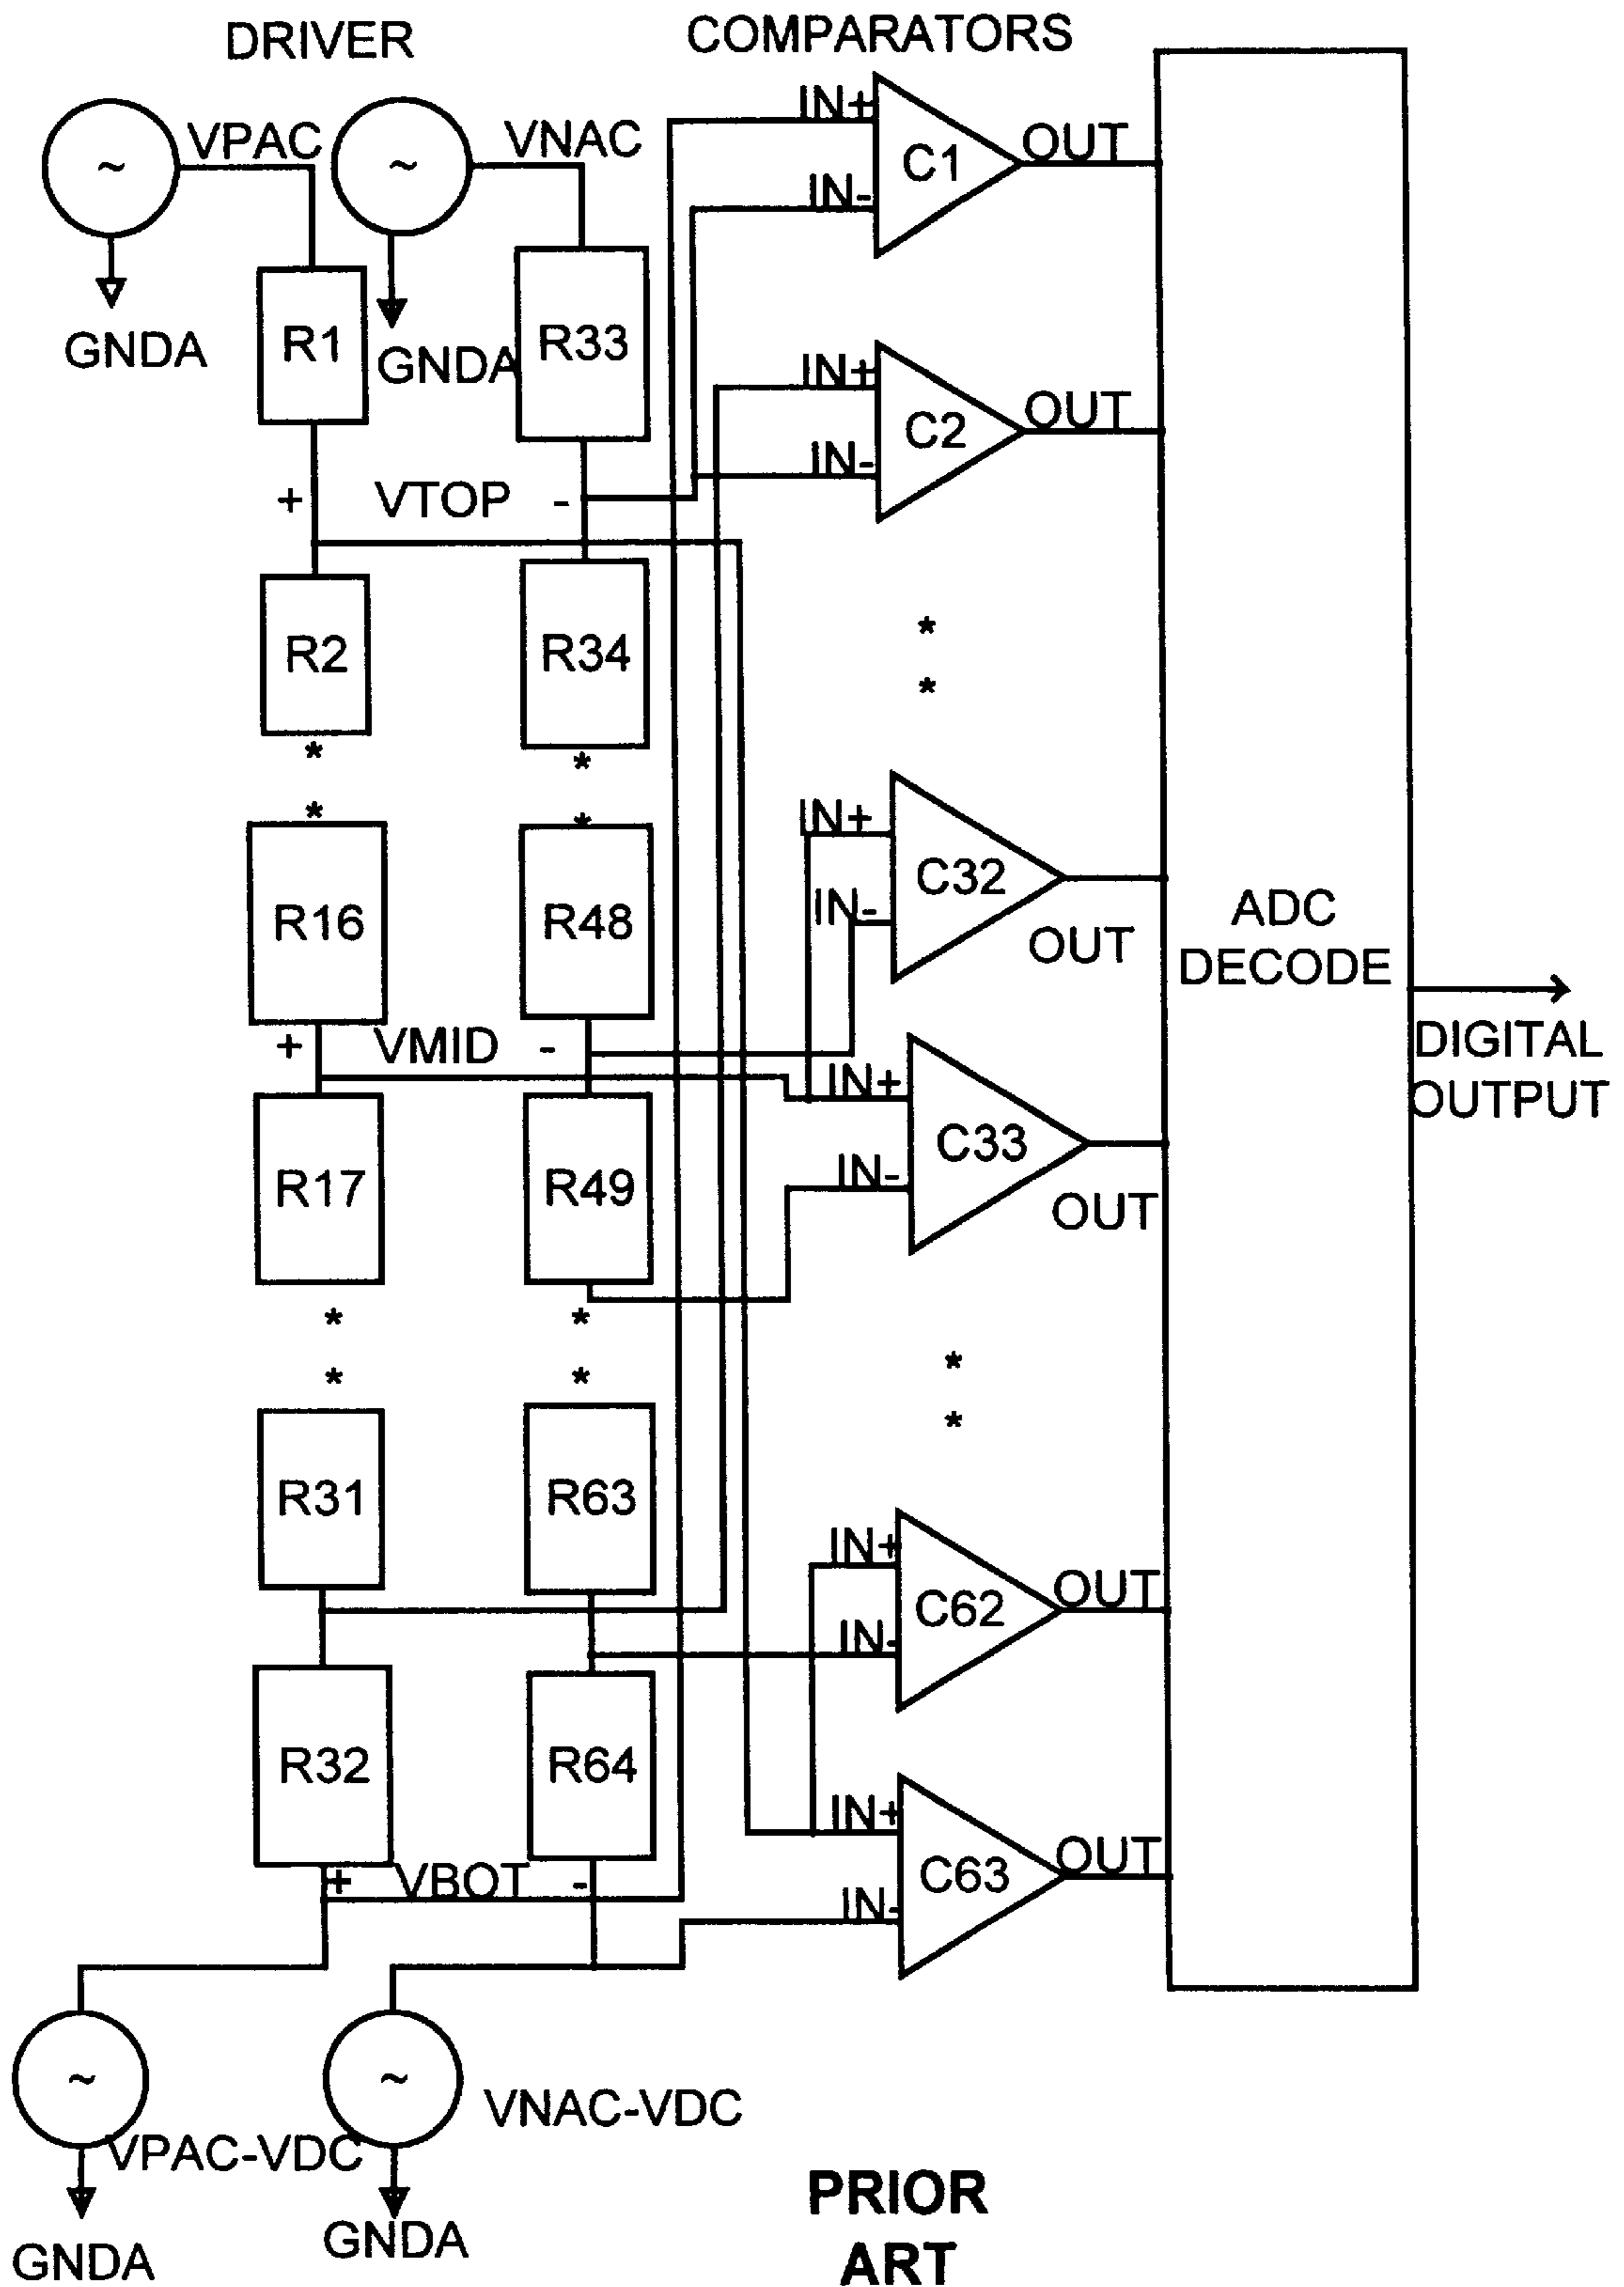 DRIVER
COMPARATORS
VPAC
VNAC
~
~
IN+
C1
OUT
IN-
GNDA
R1
GNDA
R33
IN+
C2
OUT
IN-
+ VTOP -
R2
R34
*
*
*
*
*
*
IN+
C32
IN-
OUT
R16
R48
ADC
DECODE
+ VMID -
DIGITAL
OUTPUT
IN+
C33
IN-
OUT
R17
R49
*
*
*
*
*
*
R31
R63
IN+
C62
OUT
IN-
R32
R64
IN+
C63
OUT
IN-
+ VBOT -
~
~
VPAC-VDC
VNAC-VDC
GNDA
GNDA
PRIOR
ART